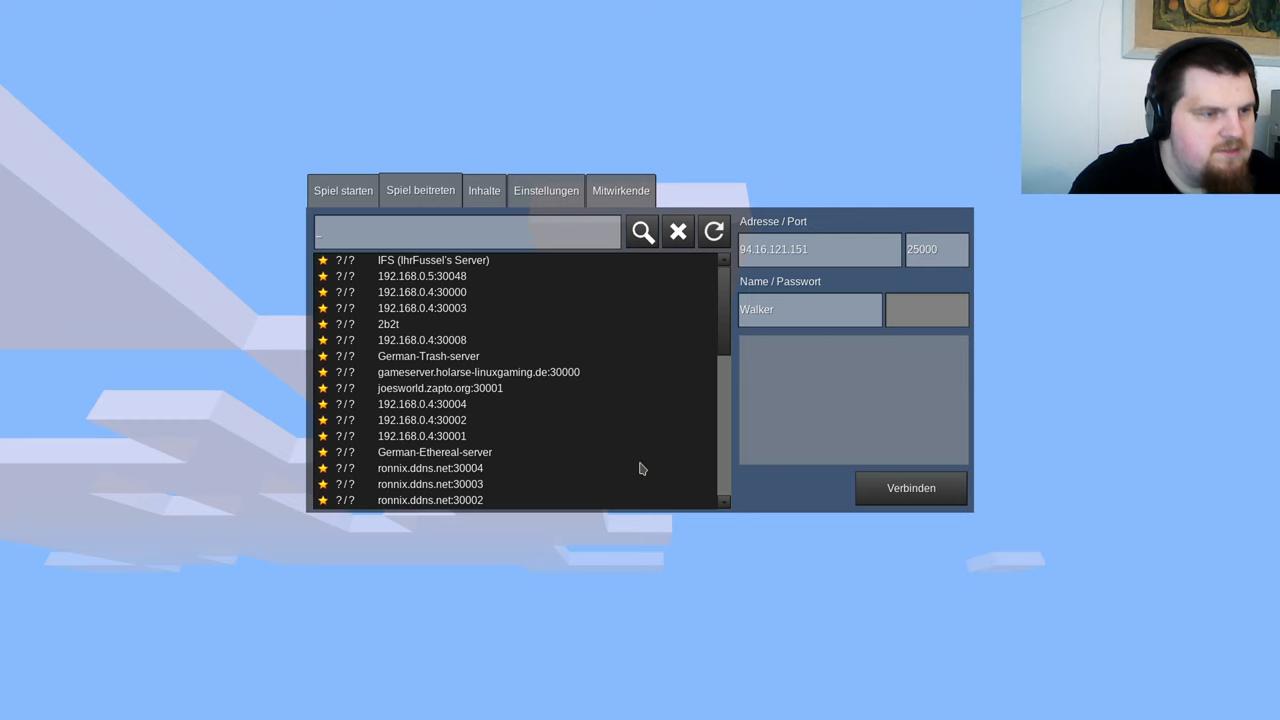 Spiel starten
Spiel beitreten
Inhalte
Einstellungen
Mitwirkende
? / ? IFS (IhrFussel's Server)
? / ? 192.168.0.5:30048
? / ? 192.168.0.4:30000
? / ? 192.168.0.4:30003
? / ? 2b2t
? / ? 192.168.0.4:30008
? / ? German-Trash-server
? / ? gameserver.holarse-linuxgaming.de:30000
? / ? joesworld.zapto.org:30001
? / ? 192.168.0.4:30004
? / ? 192.168.0.4:30002
? / ? 192.168.0.4:30001
? / ? German-Ethereal-server
? / ? ronnix.ddns.net:30004
? / ? ronnix.ddns.net:30003
? / ? ronnix.ddns.net:30002
Adresse / Port
94.16.121.151
25000
Name / Passwort
Walker
Verbinden